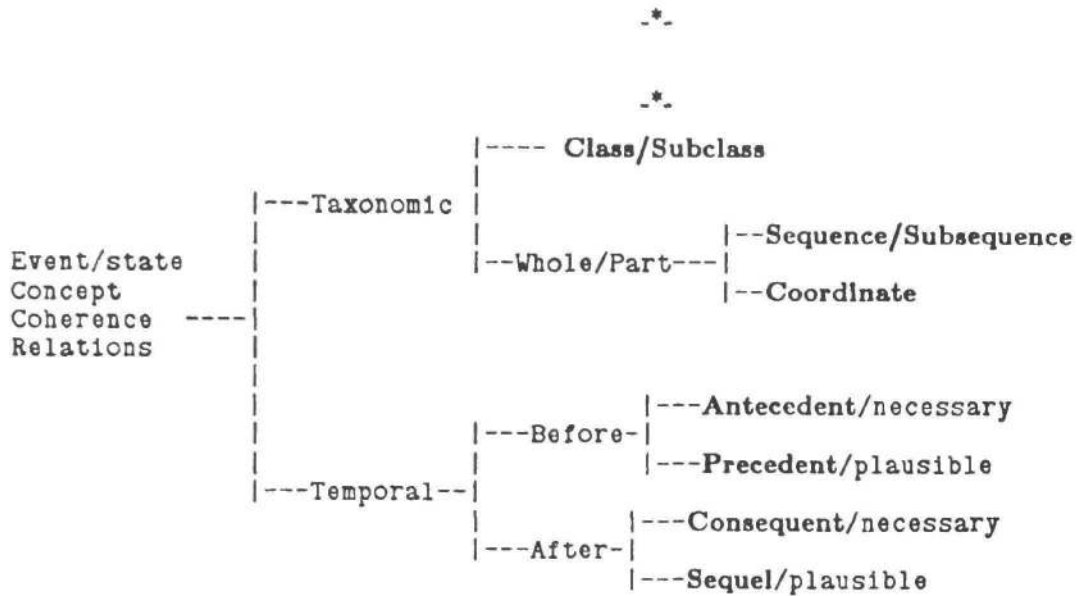 -*-
-*-
|---- Class/Subclass
|---Taxonomic
|--Sequence/Subsequence
Event/state |--Whole/Part---|
Concept |--Coordinate
Coherence ----|
Relations
|---Antecedent/necessary
|---Before-|
|---Precedent/plausible
|---Temporal--|
|---Consequent/necessary
|---After-|
|---Sequel/plausible